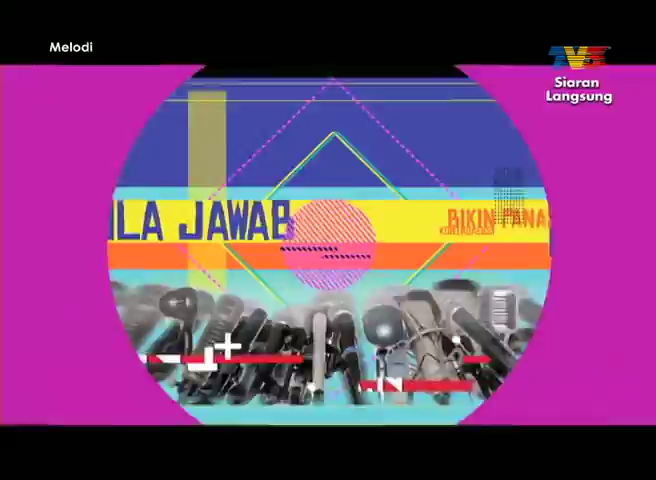 Melodi
TV3
Siaran
Langsung
ILA JAWAB
BIKIN PANA